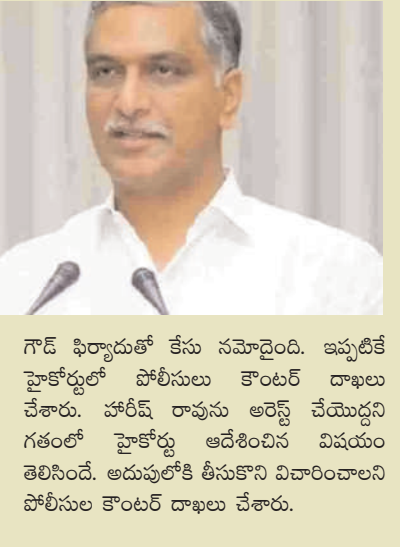 గౌడ్ ఫిర్యాదుతో కేసు నమోదైంది. ఇప్పటికే
హైకోర్టులో పోలీసులు కౌంటర్ దాఖలు
చేశారు. హరీష్ రావును అరెస్ట్ చేయొద్దని
గతంలో హైకోర్టు ఆదేశించిన విషయం
తెలిసిందే. అదుపులోకి తీసుకొని విచారించాలని
పోలీసుల కౌంటర్ దాఖలు చేశారు.